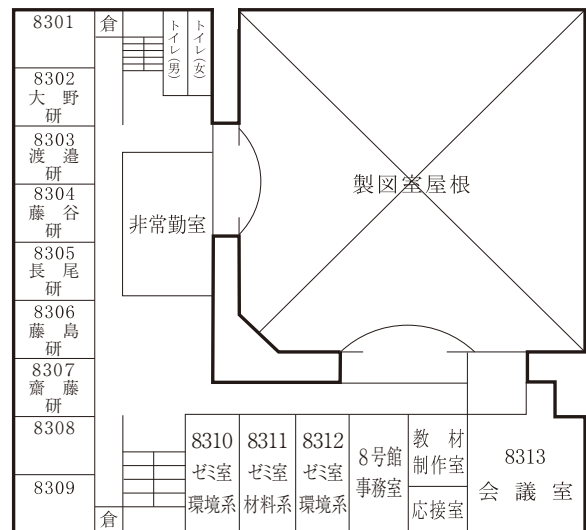 8301
倉
トイレ(男)
トイレ(女)
8302
大野
研
8303
渡邉
研
8304
藤谷
研
8305
長尾
研
8306
藤島
研
8307
齋藤
研
8308
8309
倉
非常勤室
製図室屋根
8310
ゼミ室
環境系
8311
ゼミ室
材料系
8312
ゼミ室
環境系
8号館
事務室
教材
制作室
応接室
8313
会議室